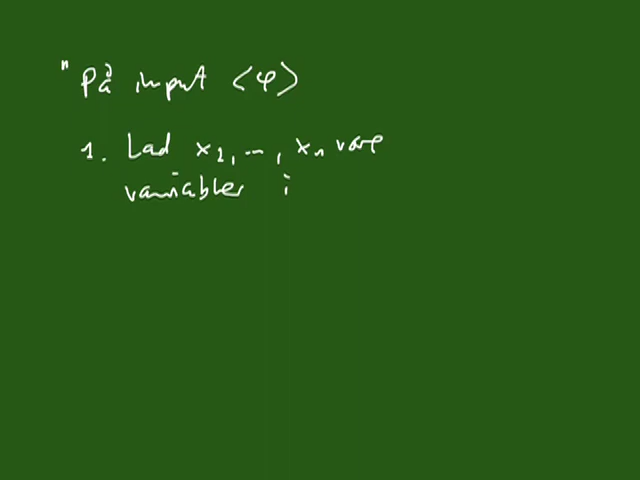 " På input <φ>
1. Lad x₁, ..., xₙ være
variabler i